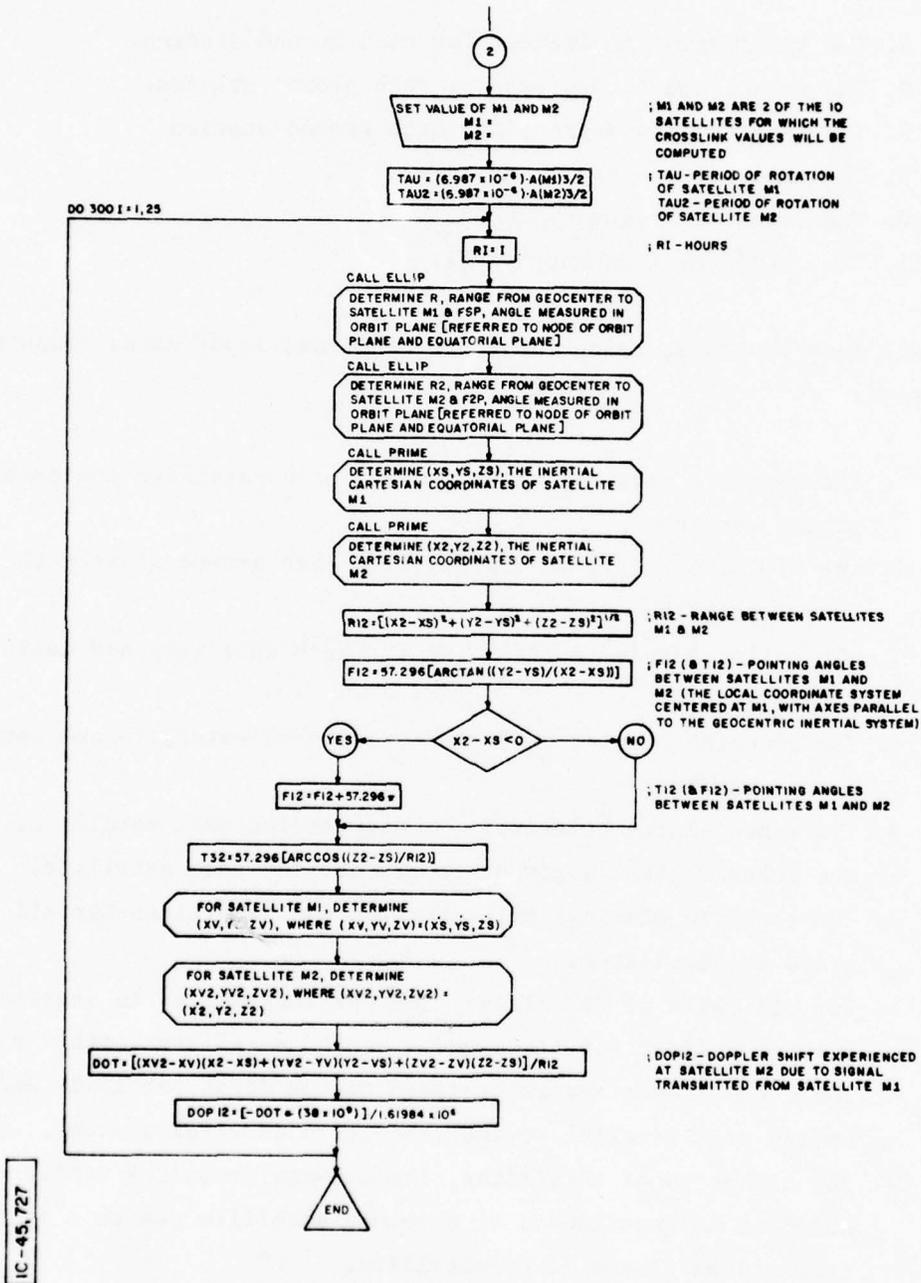 2
SET VALUE OF M1 AND M2
M1 =
M2 =
; M1 AND M2 ARE 2 OF THE 10
SATELLITES FOR WHICH THE
CROSSLINK VALUES WILL BE
COMPUTED
TAU = (6.987 x 10⁻⁶)·A(M1)3/2
TAU2 = (6.987 x 10⁻⁶)·A(M2)3/2
; TAU - PERIOD OF ROTATION
OF SATELLITE M1
TAU2 - PERIOD OF ROTATION
OF SATELLITE M2
DO 300 I = 1, 25
RI = I
; RI - HOURS
CALL ELLIP
DETERMINE R, RANGE FROM GEOCENTER TO
SATELLITE M1 & FSP, ANGLE MEASURED IN
ORBIT PLANE [REFERRED TO NODE OF ORBIT
PLANE AND EQUATORIAL PLANE]
CALL ELLIP
DETERMINE R2, RANGE FROM GEOCENTER TO
SATELLITE M2 & F2P, ANGLE MEASURED IN
ORBIT PLANE [REFERRED TO NODE OF ORBIT
PLANE AND EQUATORIAL PLANE]
CALL PRIME
DETERMINE (XS,YS,ZS), THE INERTIAL
CARTESIAN COORDINATES OF SATELLITE
M1
CALL PRIME
DETERMINE (X2,Y2,Z2), THE INERTIAL
CARTESIAN COORDINATES OF SATELLITE
M2
R12 = [(X2-XS)² + (Y2-YS)² + (Z2-ZS)²]^1/2
; R12 - RANGE BETWEEN SATELLITES
M1 & M2
F12 = 57.296 [ARCTAN ((Y2-YS)/(X2-XS))]
; F12 (& T12) - POINTING ANGLES
BETWEEN SATELLITES M1 AND
M2 (THE LOCAL COORDINATE SYSTEM
CENTERED AT M1, WITH AXES PARALLEL
TO THE GEOCENTRIC INERTIAL SYSTEM)
YES
X2 - XS < 0
NO
F12 = F12 + 57.296 π
; T12 (& F12) - POINTING ANGLES
BETWEEN SATELLITES M1 AND M2
T32 = 57.296 [ARCCOS((Z2-ZS)/R12)]
FOR SATELLITE M1, DETERMINE
(XV, ZV), WHERE (XV,YV,ZV) = (ẊS,ẎS,ŻS)
FOR SATELLITE M2, DETERMINE
(XV2,YV2,ZV2), WHERE (XV2,YV2,ZV2) =
(Ẋ2, Ẏ2, Ż2)
DOT = [(XV2-XV)(X2-XS) + (YV2-YV)(Y2-VS) + (ZV2-ZV)(Z2-ZS)]/R12
; DOP12 - DOPPLER SHIFT EXPERIENCED
AT SATELLITE M2 DUE TO SIGNAL
TRANSMITTED FROM SATELLITE M1
DOP 12 = [-DOT * (38 x 10⁹)] / 1.61984 x 10⁸
END
IC-45,727